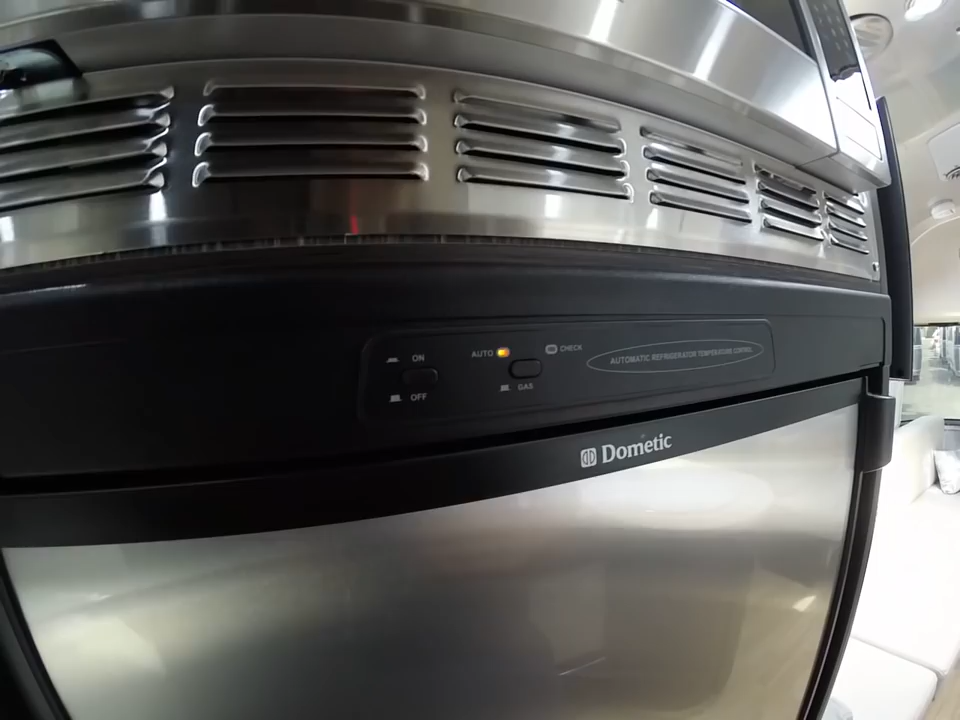 ON
OFF
AUTO
GAS
CHECK
AUTOMATIC REFRIGERATOR TEMPERATURE CONTROL
Dometic